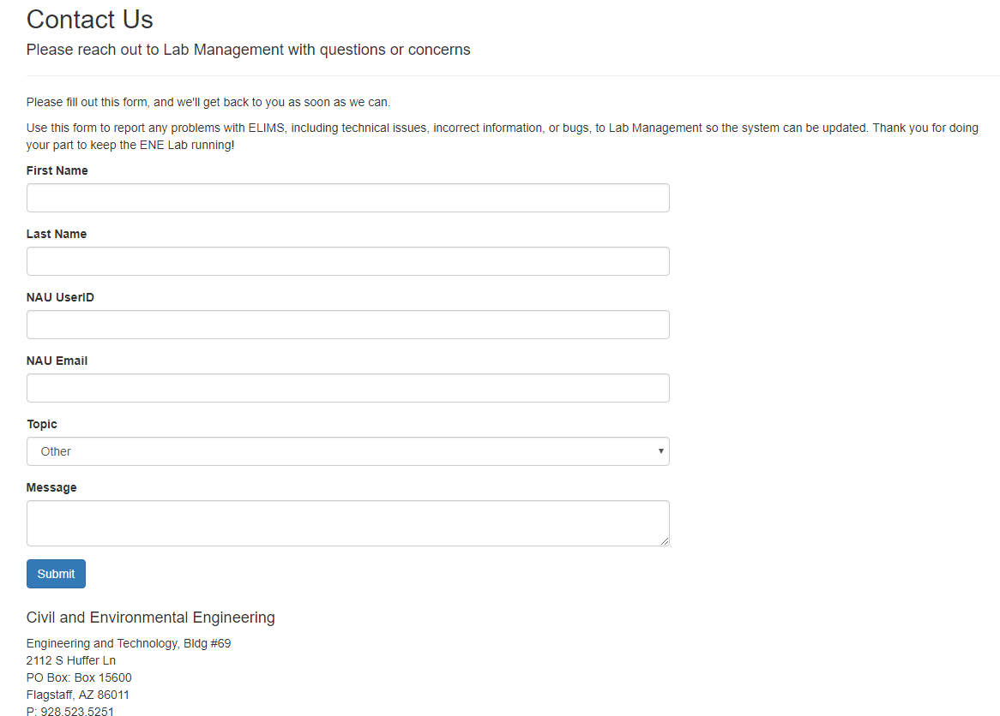 Contact Us
Please reach out to Lab Management with questions or concerns
Please fill out this form, and we'll get back to you as soon as we can.
Use this form to report any problems with ELIMS, including technical issues, incorrect information, or bugs, to Lab Management so the system can be updated. Thank you for doing
your part to keep the ENE Lab running!
First Name
Last Name
NAU UserID
NAU Email
Topic
Other
Message
Submit
Civil and Environmental Engineering
Engineering and Technology, Bldg #69
2112 S Huffer Ln
PO Box: Box 15600
Flagstaff, AZ 86011
P: 928.523.5251